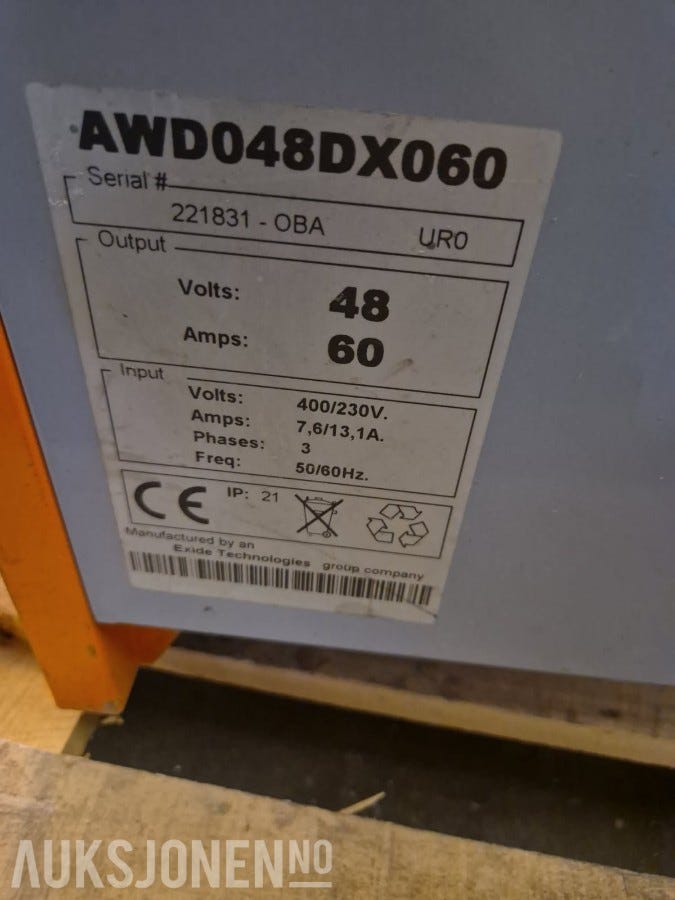 AWD048DX060
Serial #
221831 - OBA UR0
Output
Volts: 48
Amps: 60
Input
Volts: 400/230V.
Amps: 7,6/13,1A.
Phases: 3
Freq: 50/60Hz.
CE IP: 21
Manufactured by an
Exide Technologies group company
AUKSJONEN.NO